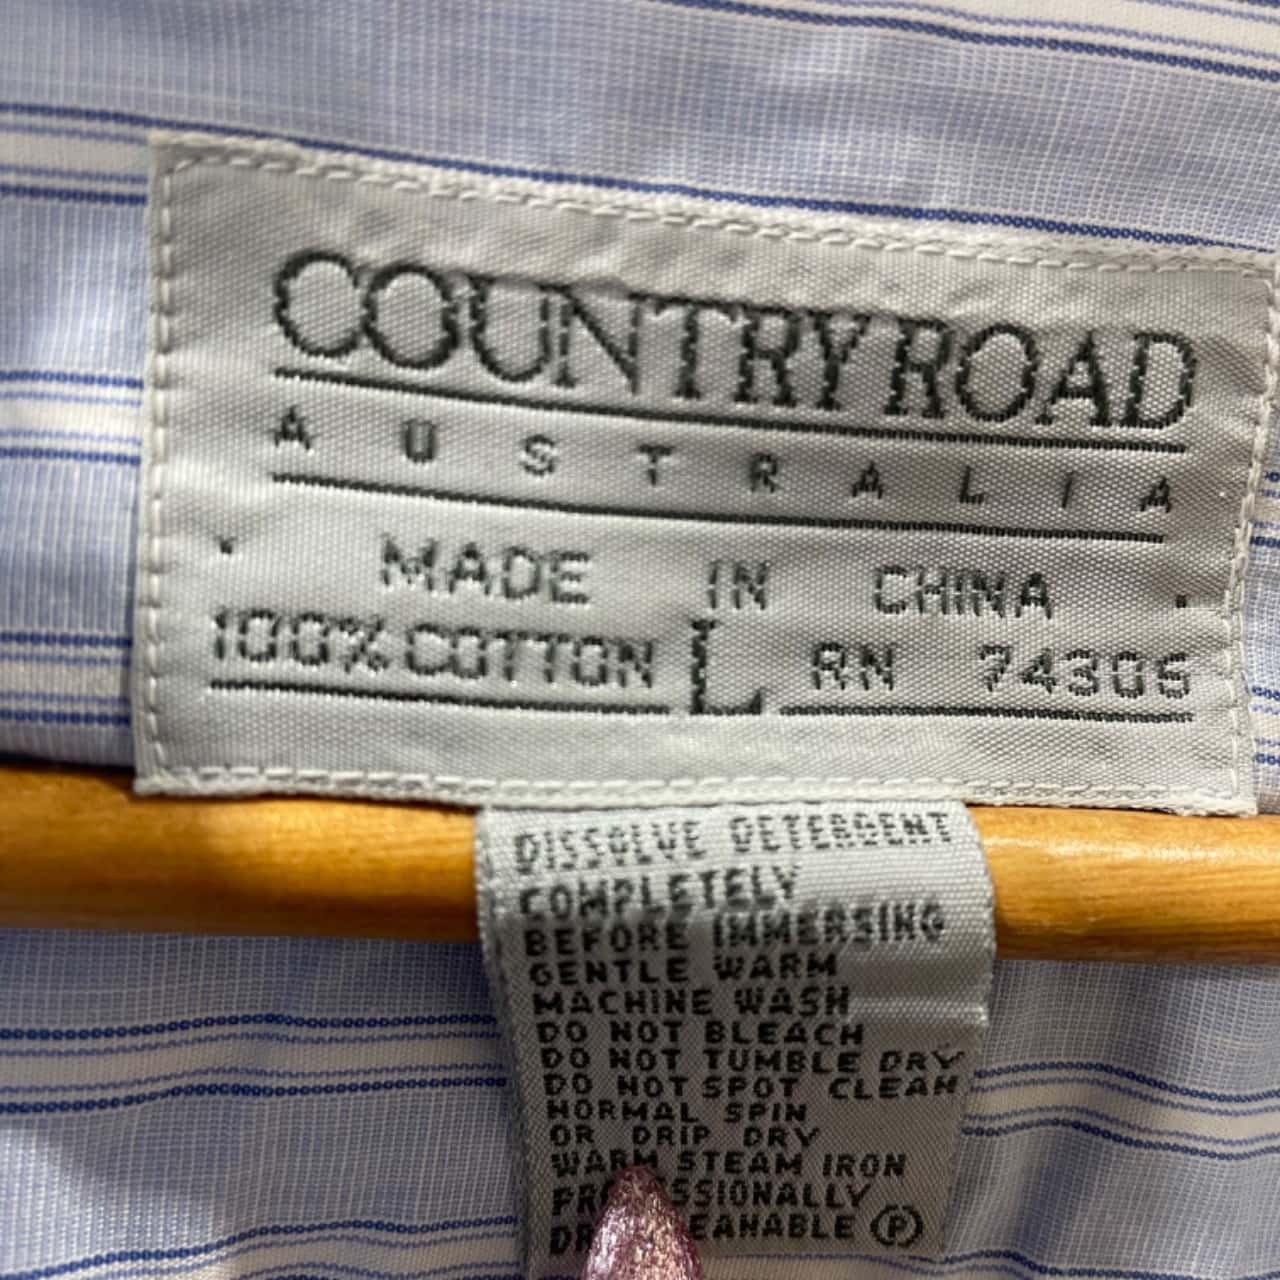 COUNTRY ROAD
AUSTRALIA
MADE IN CHINA
100% COTTON L RN 74305
DISSOLVE DETERGENT
COMPLETELY
BEFORE IMMERSING
GENTLE WARM
MACHINE WASH
DO NOT BLEACH
DO NOT TUMBLE DRY
DO NOT SPOT CLEAN
NORMAL SPIN
OR DRIP DRY
WARM STEAM IRON
PR SSIONALLY
DR EANABLE Ⓟ